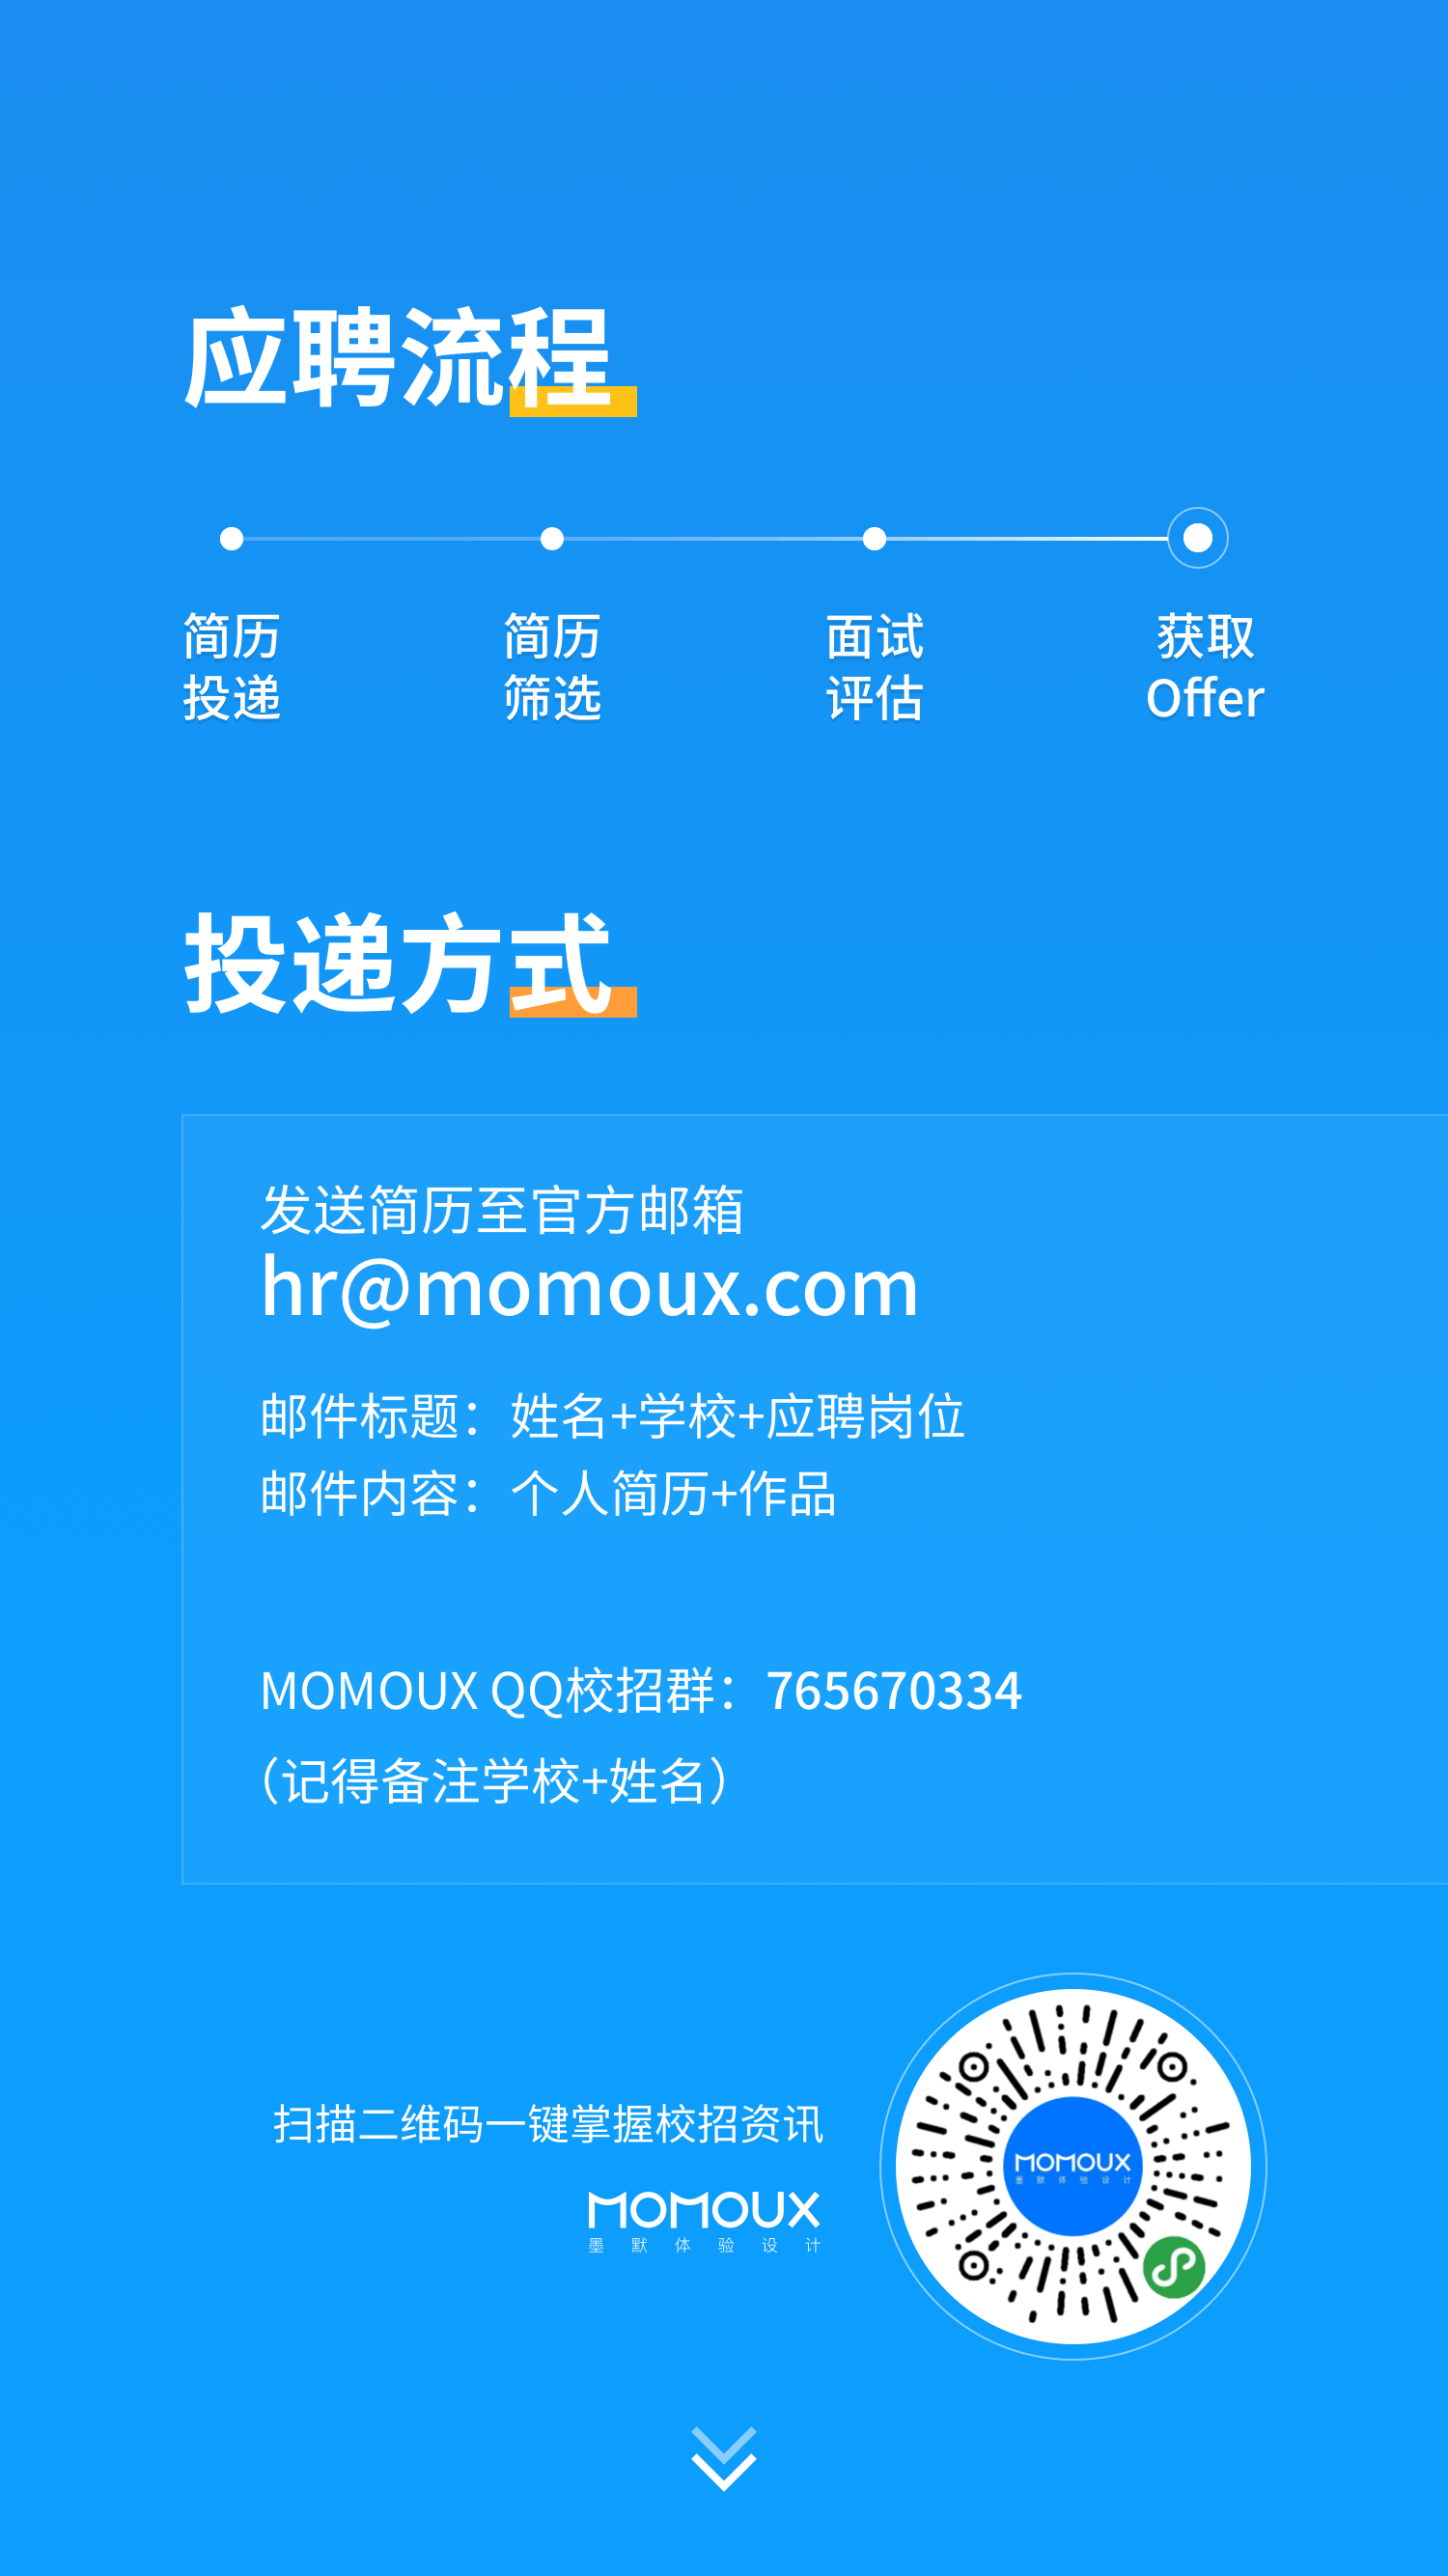 应聘流程
简历
投递
简历
筛选
面试
评估
获取
Offer
投递方式
发送简历至官方邮箱
hr@momoux.com
邮件标题：姓名+学校+应聘岗位
邮件内容：个人简历+作品
MOMOUX QQ校招群：765670334
（记得备注学校+姓名）
扫描二维码一键掌握校招资讯
MOMOUX
墨默体验设计
MOMOUX
墨默体验设计